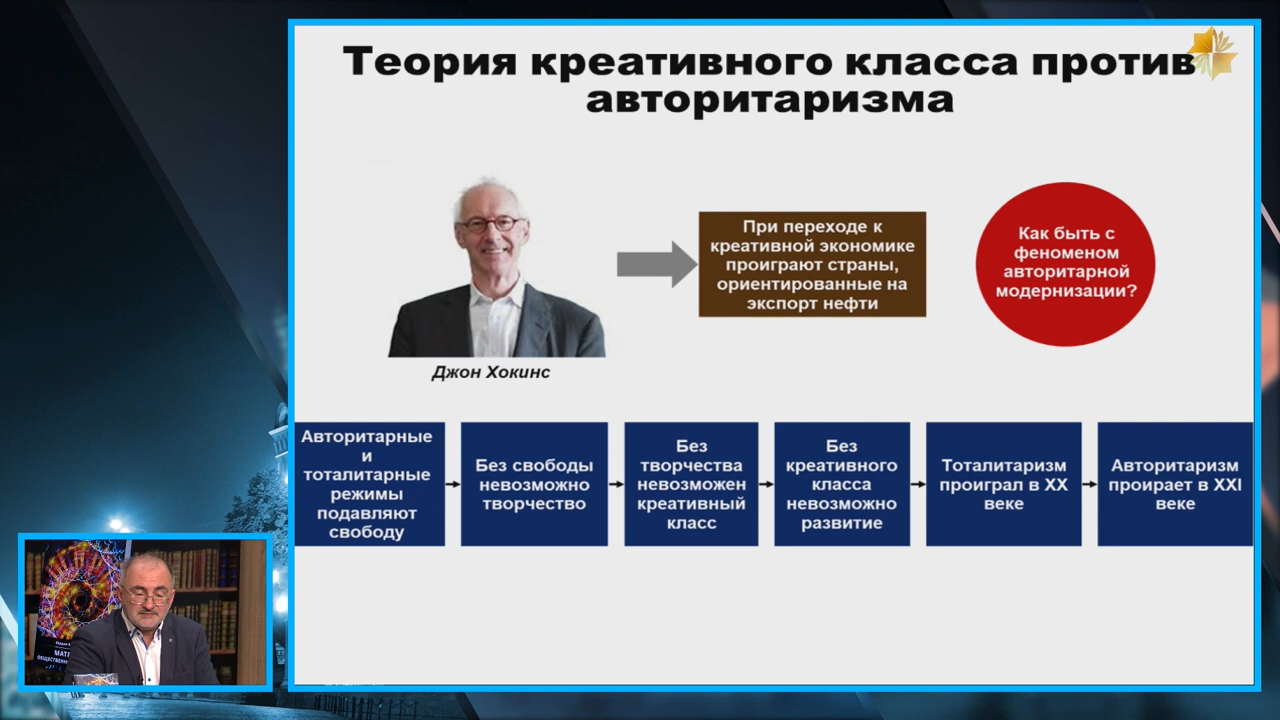 Теория креативного класса против
авторитаризма
При переходе к
креативной экономике
проиграют страны,
ориентированные на
экспорт нефти
Как быть с
феноменом
авторитарной
модернизации?
Джон Хокинс
Авторитарные
и
тоталитарные
режимы
подавляют
свободу
Без свободы
невозможно
творчество
Без
творчества
невозможен
креативный
класс
Без
креативного
класса
невозможно
развитие
Тоталитаризм
проиграл в XX
веке
Авторитаризм
проирает в XXI
веке